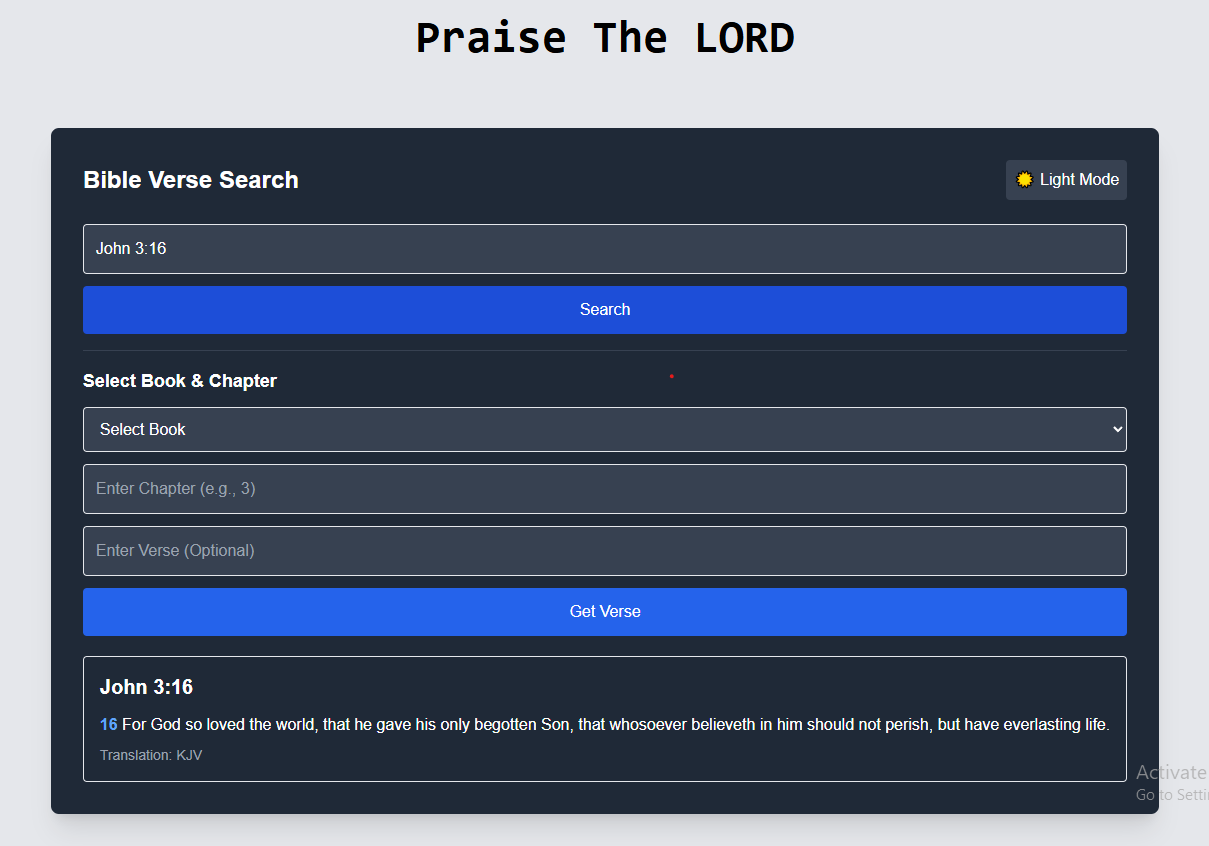 Praise The LORD
Bible Verse Search
Light Mode
John 3:16
Search
Select Book & Chapter
Select Book
Enter Chapter (e.g., 3)
Enter Verse (Optional)
Get Verse
John 3:16
16 For God so loved the world, that he gave his only begotten Son, that whosoever believeth in him should not perish, but have everlasting life.
Translation: KJV
Activate
Go to Settin